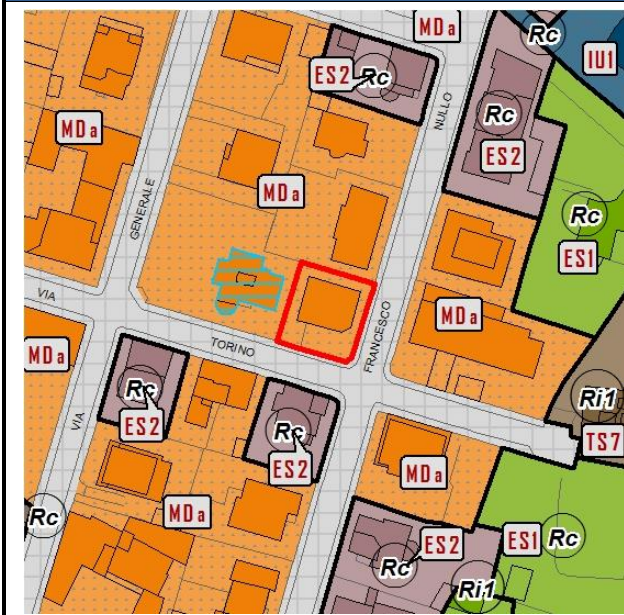 MDa
Rc
IU1
ES2
Rc
Rc
NULLO
MDa
ES2
MDa
Rc
GENERALE
ES1
VIA
MDa
FRANCESCO
TORINO
MDa
Rc
Ri1
ES2
Rc
VIA
TS7
ES2
MDa
MDa
Rc
ES2
ES1
Rc
Rc
Ri1